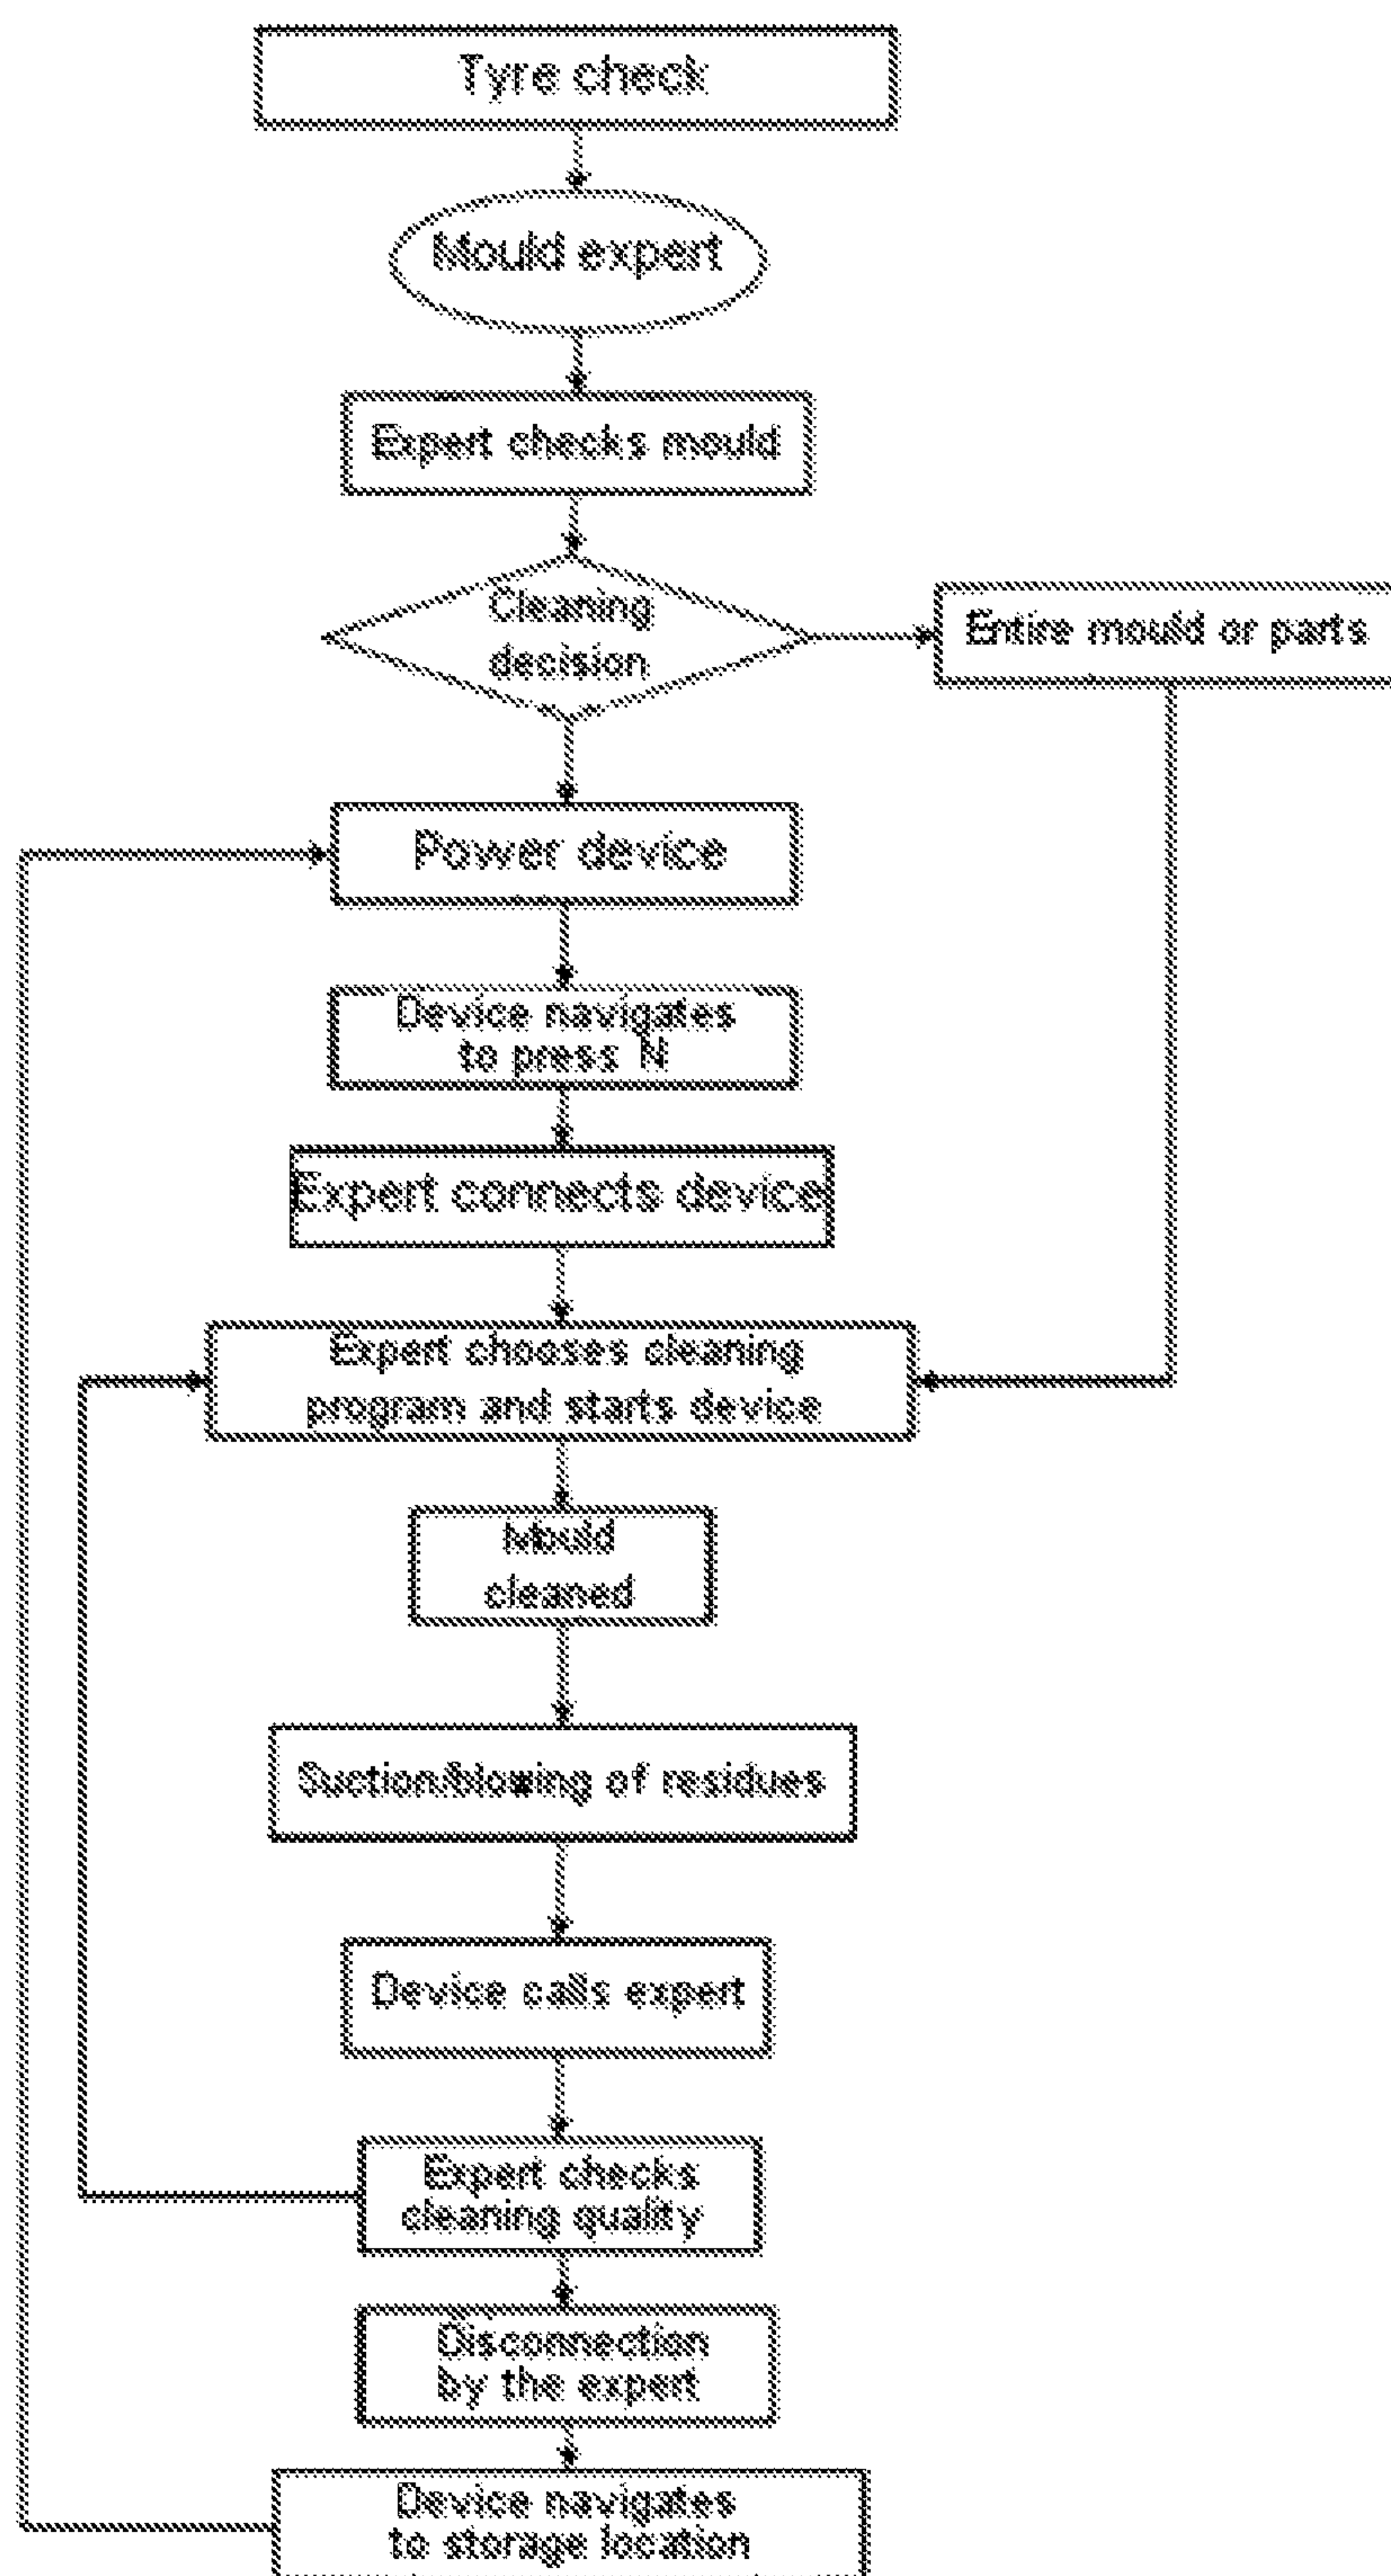 Tyre check
Mould expert
Expert checks mould
Cleaning
decision
Entire mould or parts
Power device
Device navigates
to press N
Expert connects device
Expert chooses cleaning
program and starts device
Mould
cleaned
Suction/blowing of residues
Device calls expert
Expert checks
cleaning quality
Disconnection
by the expert
Device navigates
to storage location